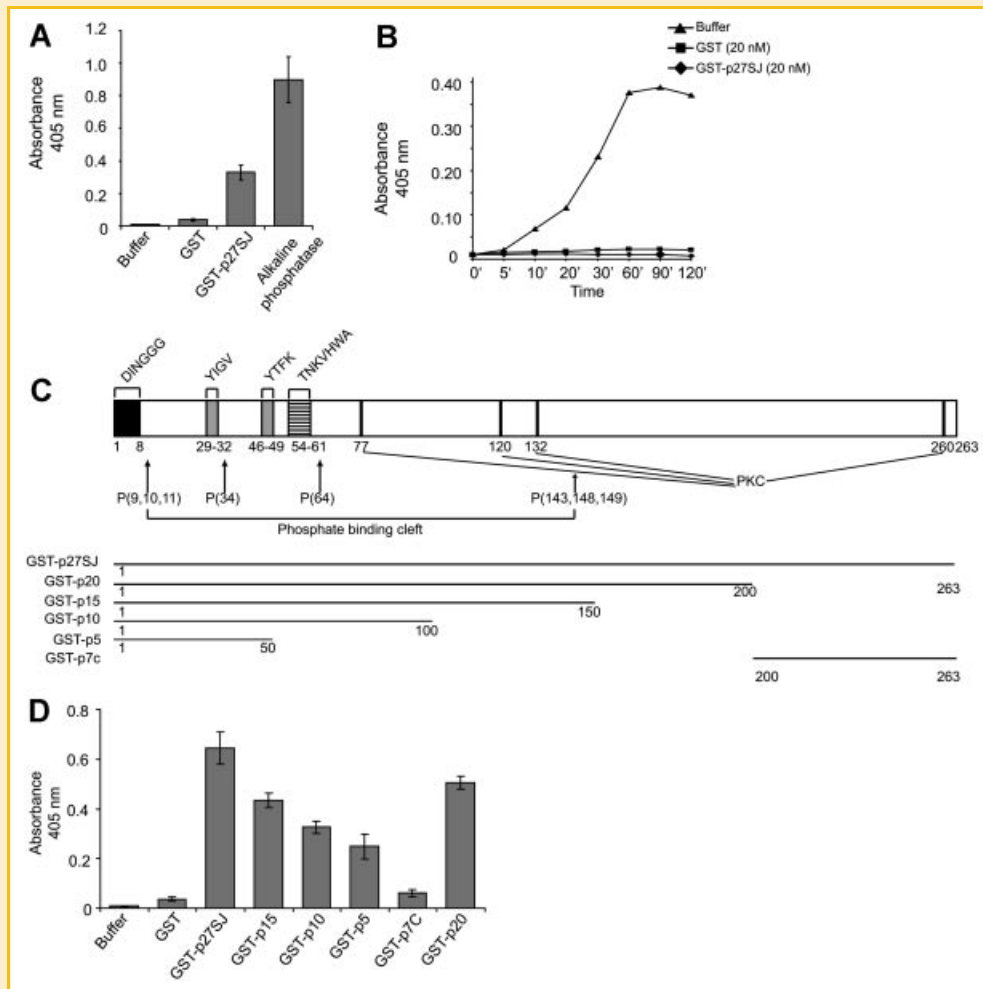 A
Absorbance
405 nm
1.2
1.0
0.8
0.6
0.4
0.2
0
Buffer
GST
GST-p27SJ
Alkaline
phosphatase
B
Buffer
GST (20 nM)
GST-p27SJ (20 nM)
Absorbance
405 nm
0.40
0.30
0.20
0.10
0
0' 5' 10' 20' 30' 60' 90' 120'
Time
C
DINGGG YIGV YTFK TNKVHWA
1 8 29-32 46-49 54-61 77 120 132 260 263
PKC
P(9,10,11) P(34) P(64) P(143,148,149)
Phosphate binding cleft
GST-p27SJ
1 263
GST-p20
1 200
GST-p15
1 150
GST-p10
1 100
GST-p5
1 50
GST-p7c
200 263
D
Absorbance
405 nm
0.8
0.6
0.4
0.2
0
Buffer
GST
GST-p27SJ
GST-p15
GST-p10
GST-p5
GST-p7C
GST-p20